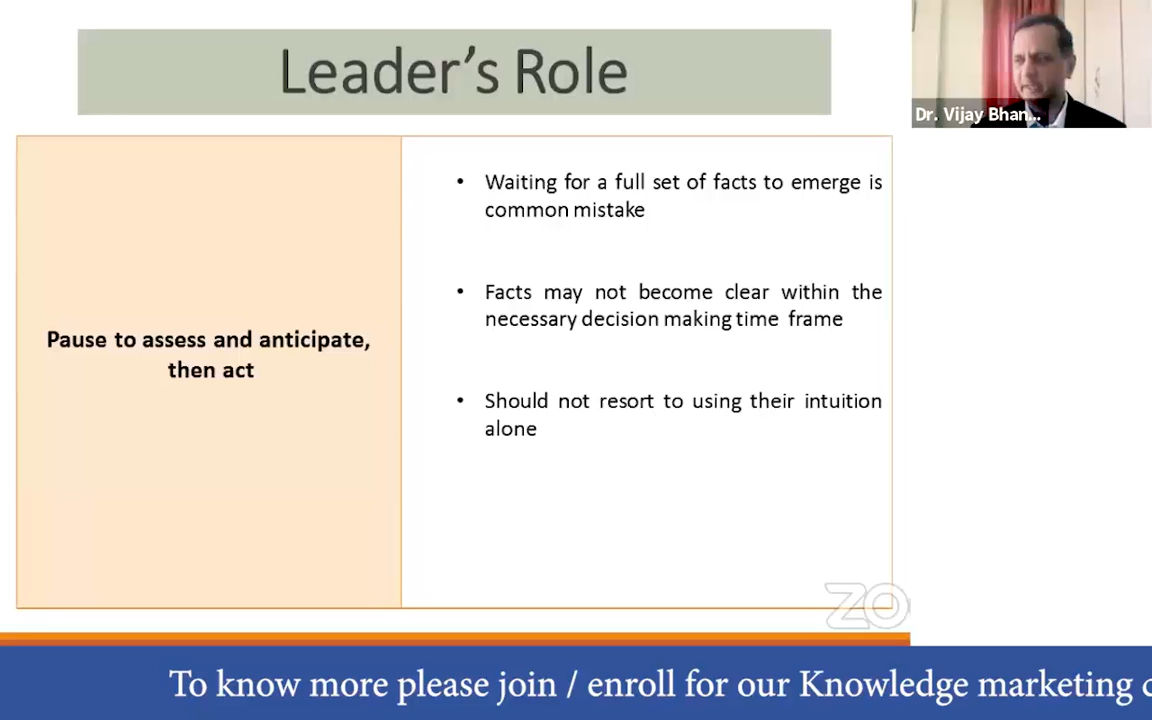 Leader's Role
Dr. Vijay Bhan...
Pause to assess and anticipate,
then act
• Waiting for a full set of facts to emerge is
common mistake
• Facts may not become clear within the
necessary decision making time frame
• Should not resort to using their intuition
alone
ZO
To know more please join / enroll for our Knowledge marketing